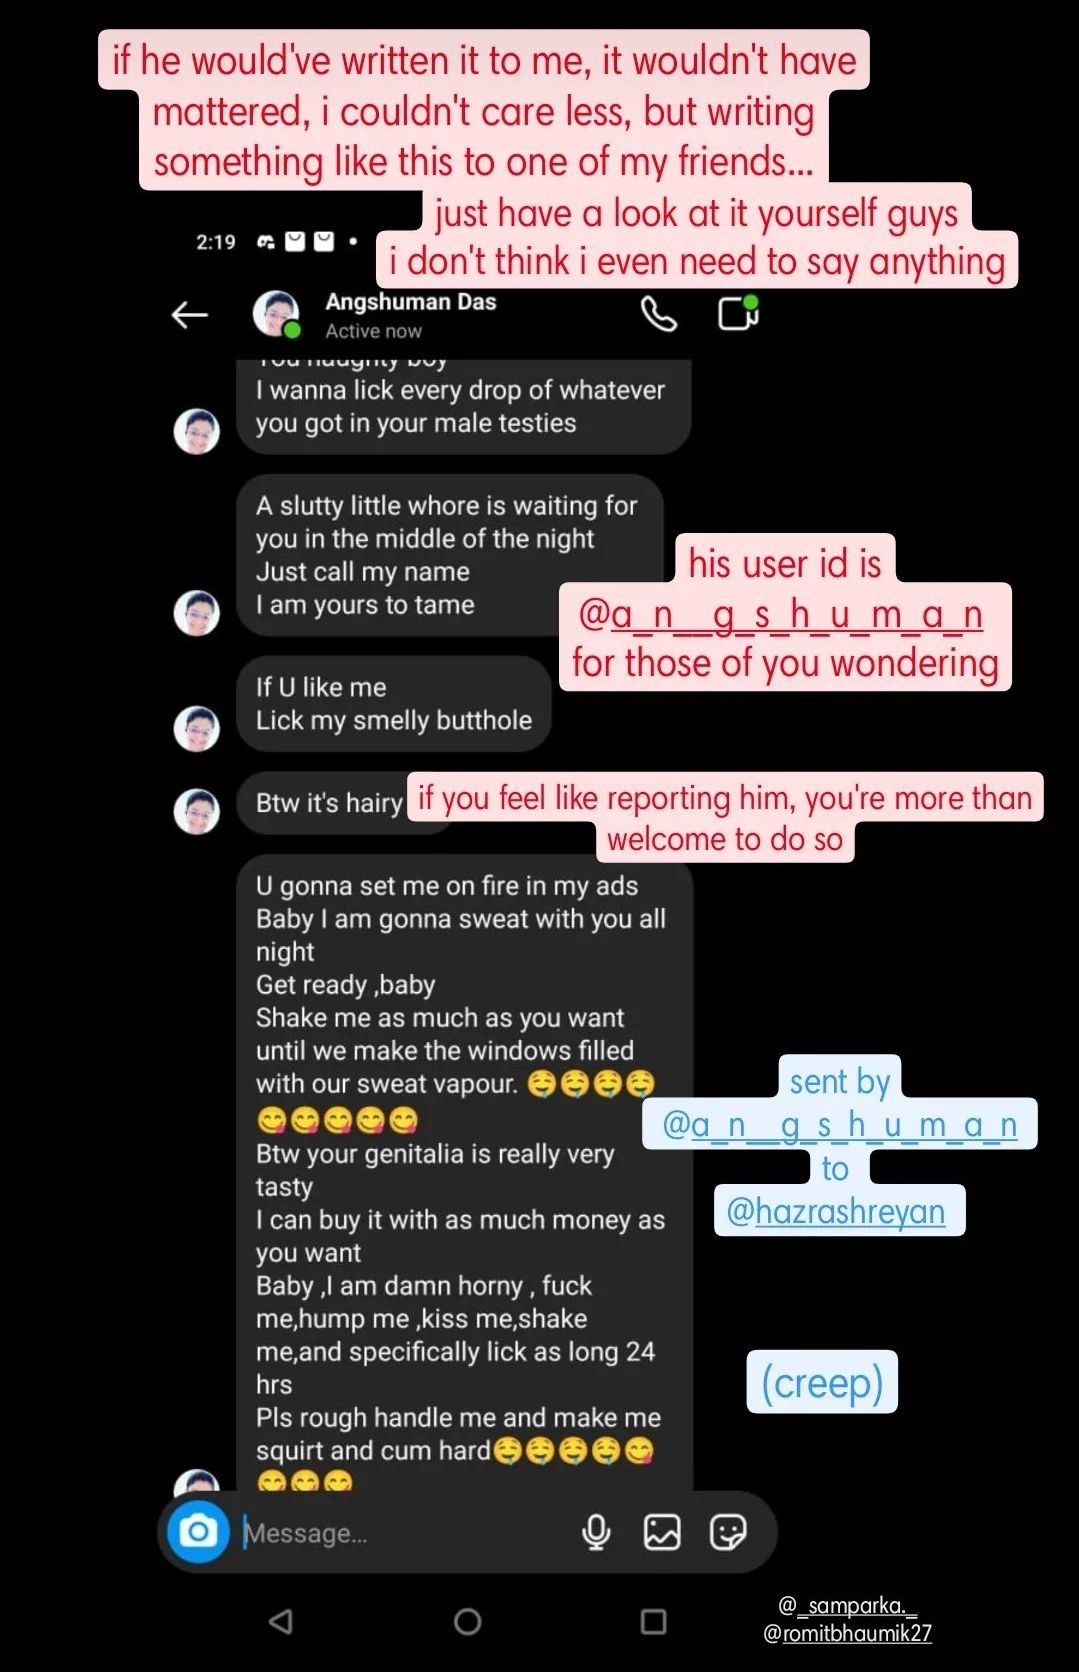 if he would've written it to me, it wouldn't have
mattered, i couldn't care less, but writing
something like this to one of my friends...
just have a look at it yourself guys
i don't think i even need to say anything
2:19
Angshuman Das
Active now
You naughty boy
I wanna lick every drop of whatever
you got in your male testies
A slutty little whore is waiting for
you in the middle of the night
Just call my name
I am yours to tame
his user id is
@a_n__g_s_h_u_m_a_n
for those of you wondering
If U like me
Lick my smelly butthole
Btw it's hairy
if you feel like reporting him, you're more than
welcome to do so
U gonna set me on fire in my ads
Baby I am gonna sweat with you all
night
Get ready ,baby
Shake me as much as you want
until we make the windows filled
with our sweat vapour. 🤤🤤🤤🤤
😋😋😋😋😋
Btw your genitalia is really very
tasty
I can buy it with as much money as
you want
Baby ,I am damn horny , fuck
me,hump me ,kiss me,shake
me,and specifically lick as long 24
hrs
Pls rough handle me and make me
squirt and cum hard🤤🤤🤤🤤😋
😋😋😋
sent by
@a_n__g_s_h_u_m_a_n
to
@hazrashreyan
(creep)
Message...
@_samparka._
@romitbhaumik27